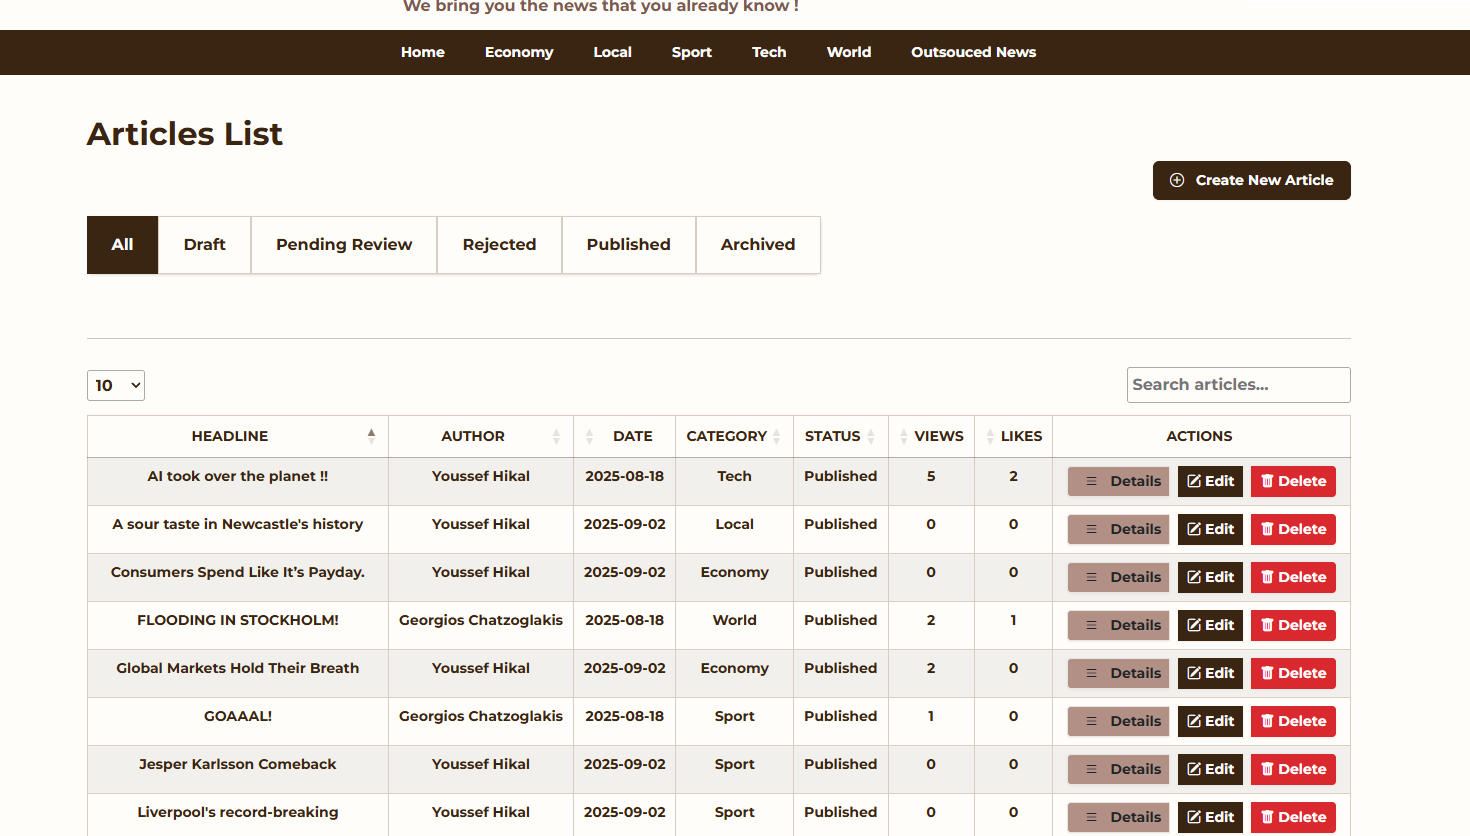 We bring you the news that you already know !
Home Economy Local Sport Tech World Outsouced News
Articles List
Create New Article
All Draft Pending Review Rejected Published Archived
10 Search articles...
HEADLINE AUTHOR DATE CATEGORY STATUS VIEWS LIKES ACTIONS
AI took over the planet !! Youssef Hikal 2025-08-18 Tech Published 5 2 Details Edit Delete
A sour taste in Newcastle's history Youssef Hikal 2025-09-02 Local Published 0 0 Details Edit Delete
Consumers Spend Like It’s Payday. Youssef Hikal 2025-09-02 Economy Published 0 0 Details Edit Delete
FLOODING IN STOCKHOLM! Georgios Chatzoglakis 2025-08-18 World Published 2 1 Details Edit Delete
Global Markets Hold Their Breath Youssef Hikal 2025-09-02 Economy Published 2 0 Details Edit Delete
GOAAAL! Georgios Chatzoglakis 2025-08-18 Sport Published 1 0 Details Edit Delete
Jesper Karlsson Comeback Youssef Hikal 2025-09-02 Sport Published 0 0 Details Edit Delete
Liverpool's record-breaking Youssef Hikal 2025-09-02 Sport Published 0 0 Details Edit Delete